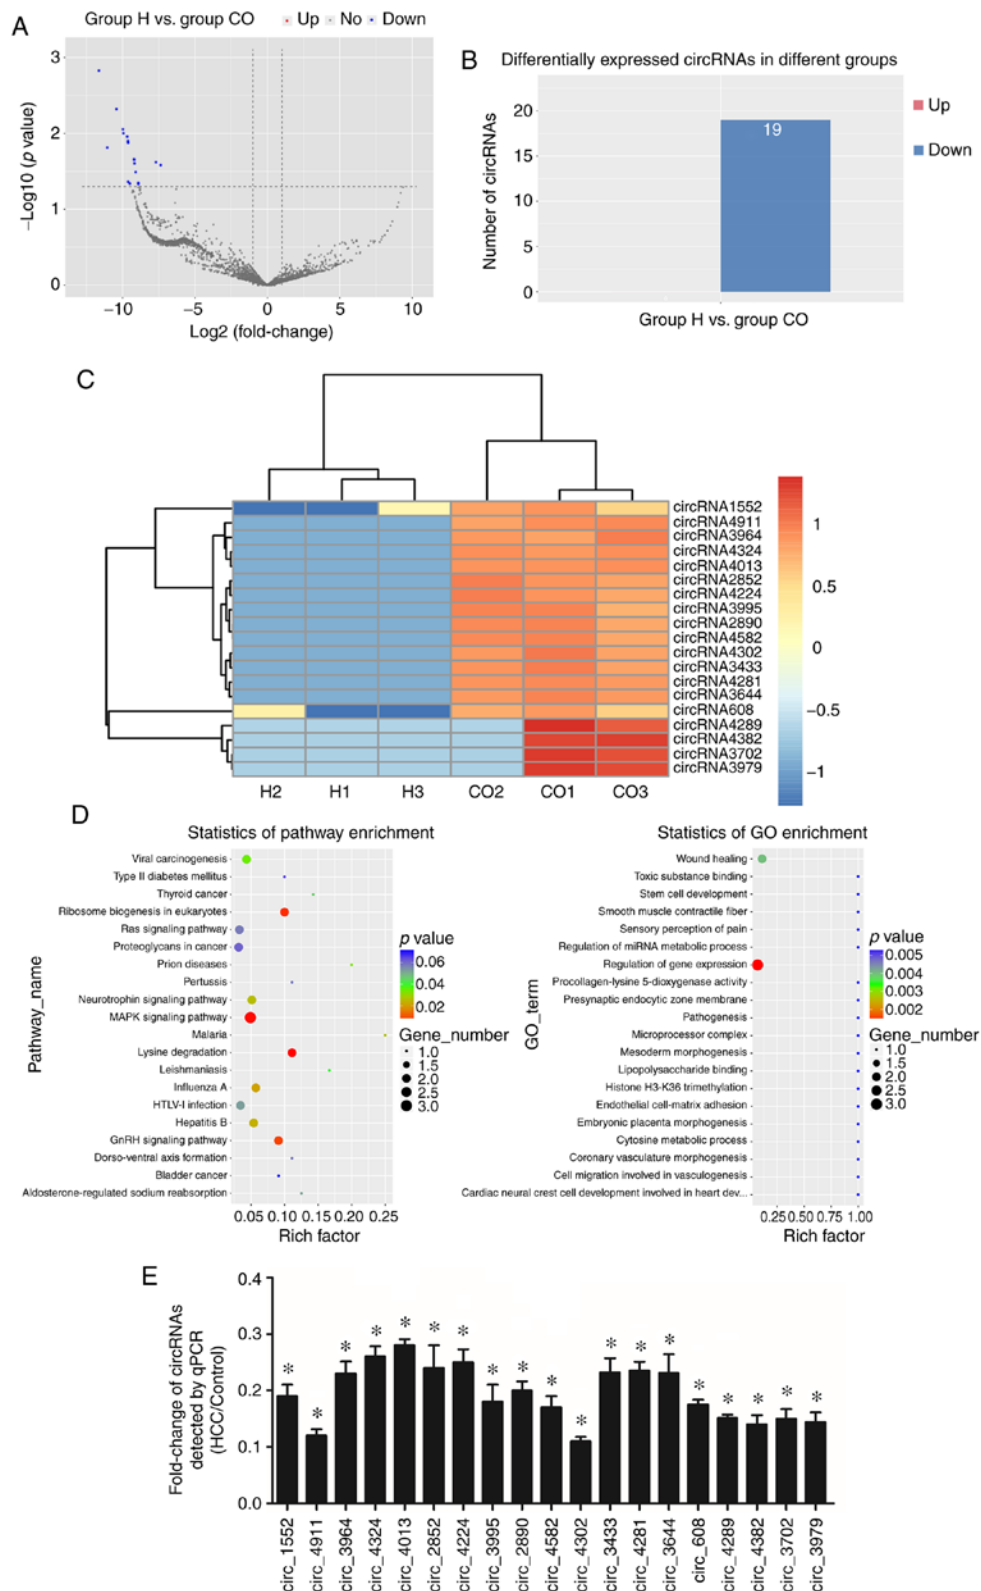 A
Group H vs. group CO
Up No Down
3
2
1
0
−Log10 (p value)
−10 −5 0 5 10
Log2 (fold-change)
B
Differentially expressed circRNAs in different groups
20
15
10
5
0
Number of circRNAs
19
Up
Down
Group H vs. group CO
C
circRNA1552
circRNA4911
circRNA3964
circRNA4324
circRNA4013
circRNA2852
circRNA4224
circRNA3995
circRNA2890
circRNA4582
circRNA4302
circRNA3433
circRNA4281
circRNA3644
circRNA608
circRNA4289
circRNA4382
circRNA3702
circRNA3979
H2 H1 H3 CO2 CO1 CO3
1
0.5
0
−0.5
−1
D
Statistics of pathway enrichment
Pathway_name
Viral carcinogenesis
Type II diabetes mellitus
Thyroid cancer
Ribosome biogenesis in eukaryotes
Ras signaling pathway
Proteoglycans in cancer
Prion diseases
Pertussis
Neurotrophin signaling pathway
MAPK signaling pathway
Malaria
Lysine degradation
Leishmaniasis
Influenza A
HTLV-I infection
Hepatitis B
GnRH signaling pathway
Dorso-ventral axis formation
Bladder cancer
Aldosterone-regulated sodium reabsorption
0.05 0.10 0.15 0.20 0.25
Rich factor
p value
0.06
0.04
0.02
Gene_number
1.0
1.5
2.0
2.5
3.0
Statistics of GO enrichment
GO_term
Wound healing
Toxic substance binding
Stem cell development
Smooth muscle contractile fiber
Sensory perception of pain
Regulation of miRNA metabolic process
Regulation of gene expression
Procollagen-lysine 5-dioxygenase activity
Presynaptic endocytic zone membrane
Pathogenesis
Microprocessor complex
Mesoderm morphogenesis
Lipopolysaccharide binding
Histone H3-K36 trimethylation
Endothelial cell-matrix adhesion
Embryonic placenta morphogenesis
Cytosine metabolic process
Coronary vasculature morphogenesis
Cell migration involved in vasculogenesis
Cardiac neural crest cell development involved in heart dev...
0.25 0.50 0.75 1.00
Rich factor
p value
0.005
0.004
0.003
0.002
Gene_number
1.0
1.5
2.0
2.5
3.0
E
Fold-change of circRNAs
detected by qPCR
(HCC/Control)
0.4
0.3
0.2
0.1
0.0
* * * * * * * * * * * * * * * * * * *
circ_1552
circ_4911
circ_3964
circ_4324
circ_4013
circ_2852
circ_4224
circ_3995
circ_2890
circ_4582
circ_4302
circ_3433
circ_4281
circ_3644
circ_608
circ_4289
circ_4382
circ_3702
circ_3979